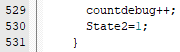 529 countdebug++;
530 State2=1;
531 }